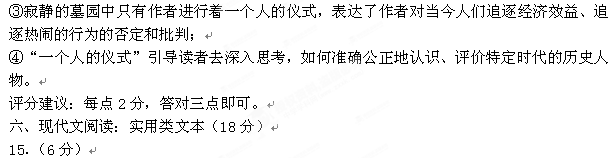 ③寂静的墓园中只有作者进行着一个人的仪式，表达了作者对当今人们追逐经济效益、追
逐热闹的行为的否定和批判；
④“一个人的仪式”引导读者去深入思考，如何准确公正地认识、评价特定时代的历史人
物。
评分建议：每点2分，答对三点即可。
六、现代文阅读：实用类文本（18分）
15.（6分）